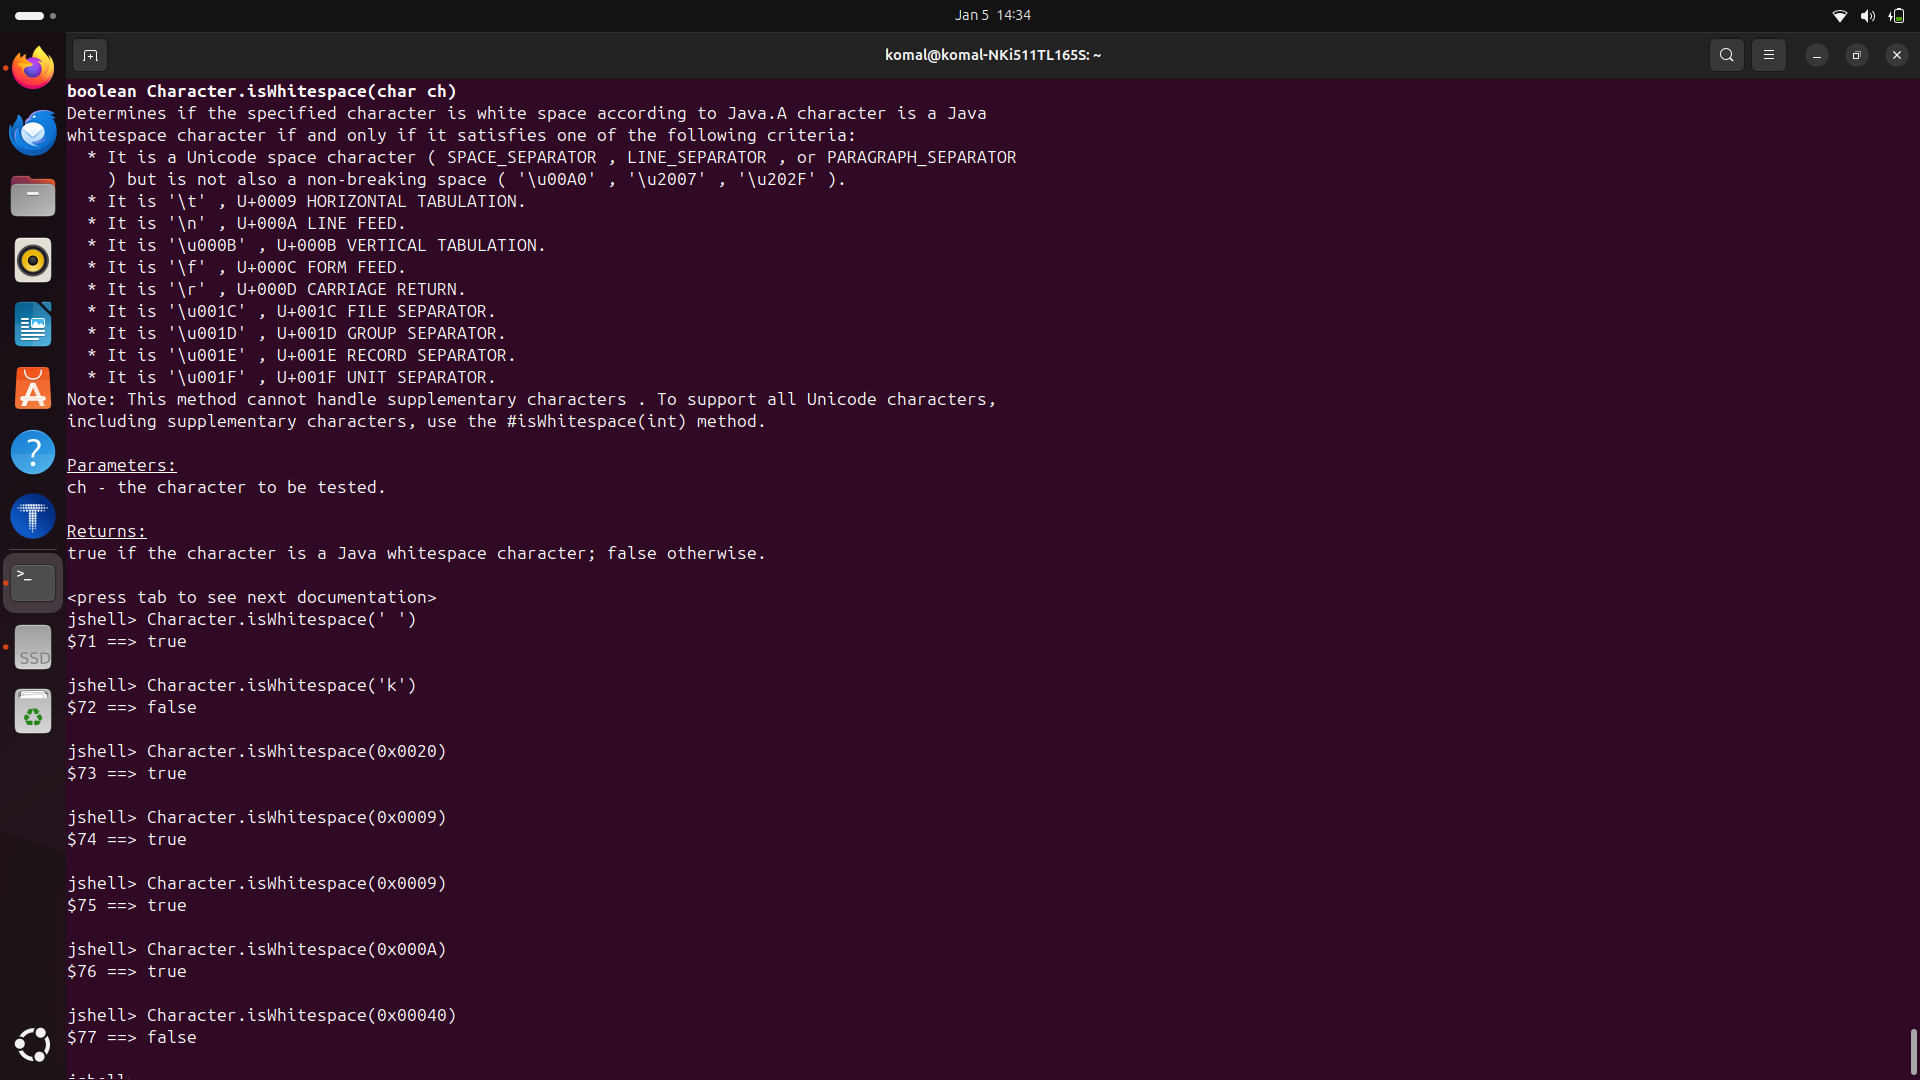 Jan 5 14:34
komal@komal-NKi511TL165S: ~
boolean Character.isWhitespace(char ch)
Determines if the specified character is white space according to Java.A character is a Java
whitespace character if and only if it satisfies one of the following criteria:
* It is a Unicode space character ( SPACE_SEPARATOR , LINE_SEPARATOR , or PARAGRAPH_SEPARATOR
) but is not also a non-breaking space ( '\u00A0' , '\u2007' , '\u202F' ).
* It is '\t' , U+0009 HORIZONTAL TABULATION.
* It is '\n' , U+000A LINE FEED.
* It is '\u000B' , U+000B VERTICAL TABULATION.
* It is '\f' , U+000C FORM FEED.
* It is '\r' , U+000D CARRIAGE RETURN.
* It is '\u001C' , U+001C FILE SEPARATOR.
* It is '\u001D' , U+001D GROUP SEPARATOR.
* It is '\u001E' , U+001E RECORD SEPARATOR.
* It is '\u001F' , U+001F UNIT SEPARATOR.
Note: This method cannot handle supplementary characters . To support all Unicode characters,
including supplementary characters, use the #isWhitespace(int) method.
Parameters:
ch - the character to be tested.
Returns:
true if the character is a Java whitespace character; false otherwise.
<press tab to see next documentation>
jshell> Character.isWhitespace(' ')
$71 ==> true
jshell> Character.isWhitespace('k')
$72 ==> false
jshell> Character.isWhitespace(0x0020)
$73 ==> true
jshell> Character.isWhitespace(0x0009)
$74 ==> true
jshell> Character.isWhitespace(0x0009)
$75 ==> true
jshell> Character.isWhitespace(0x000A)
$76 ==> true
jshell> Character.isWhitespace(0x00040)
$77 ==> false
jshell>
SSD